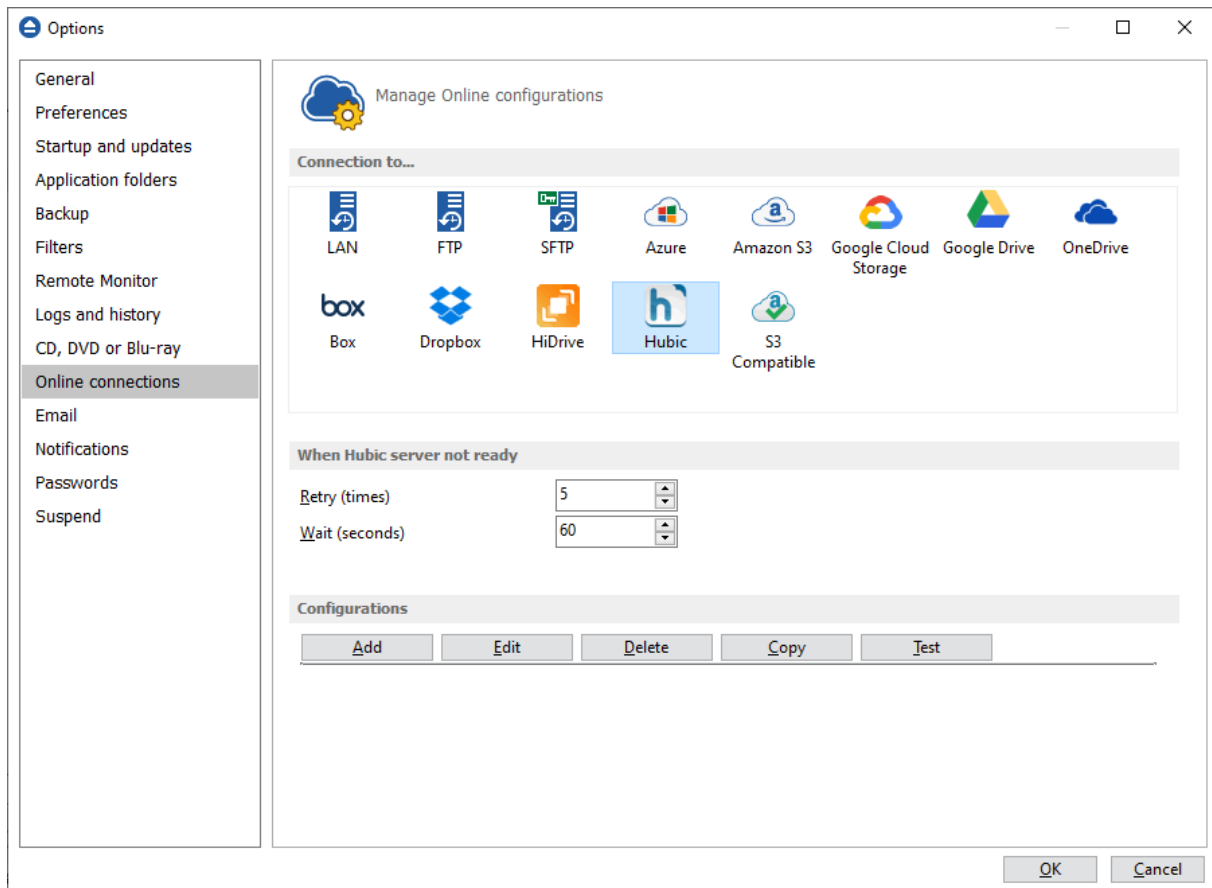 Options
General
Preferences
Startup and updates
Application folders
Backup
Filters
Remote Monitor
Logs and history
CD, DVD or Blu-ray
Online connections
Email
Notifications
Passwords
Suspend
Manage Online configurations
Connection to...
LAN FTP SFTP Azure Amazon S3 Google Cloud Storage Google Drive OneDrive
box
Box Dropbox HiDrive Hubic S3 Compatible
When Hubic server not ready
Retry (times) 5
Wait (seconds) 60
Configurations
Add Edit Delete Copy Test
OK Cancel